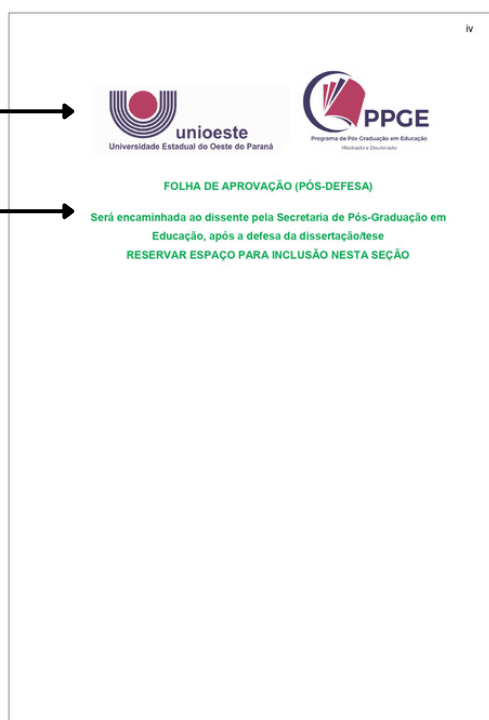 iv
unioeste
Universidade Estadual do Oeste do Paraná
PPGE
Programa de Pós-Graduação em Educação
Mestrado e Doutorado
FOLHA DE APROVAÇÃO (PÓS-DEFESA)
Será encaminhada ao dissente pela Secretaria de Pós-Graduação em
Educação, após a defesa da dissertação/tese
RESERVAR ESPAÇO PARA INCLUSÃO NESTA SEÇÃO